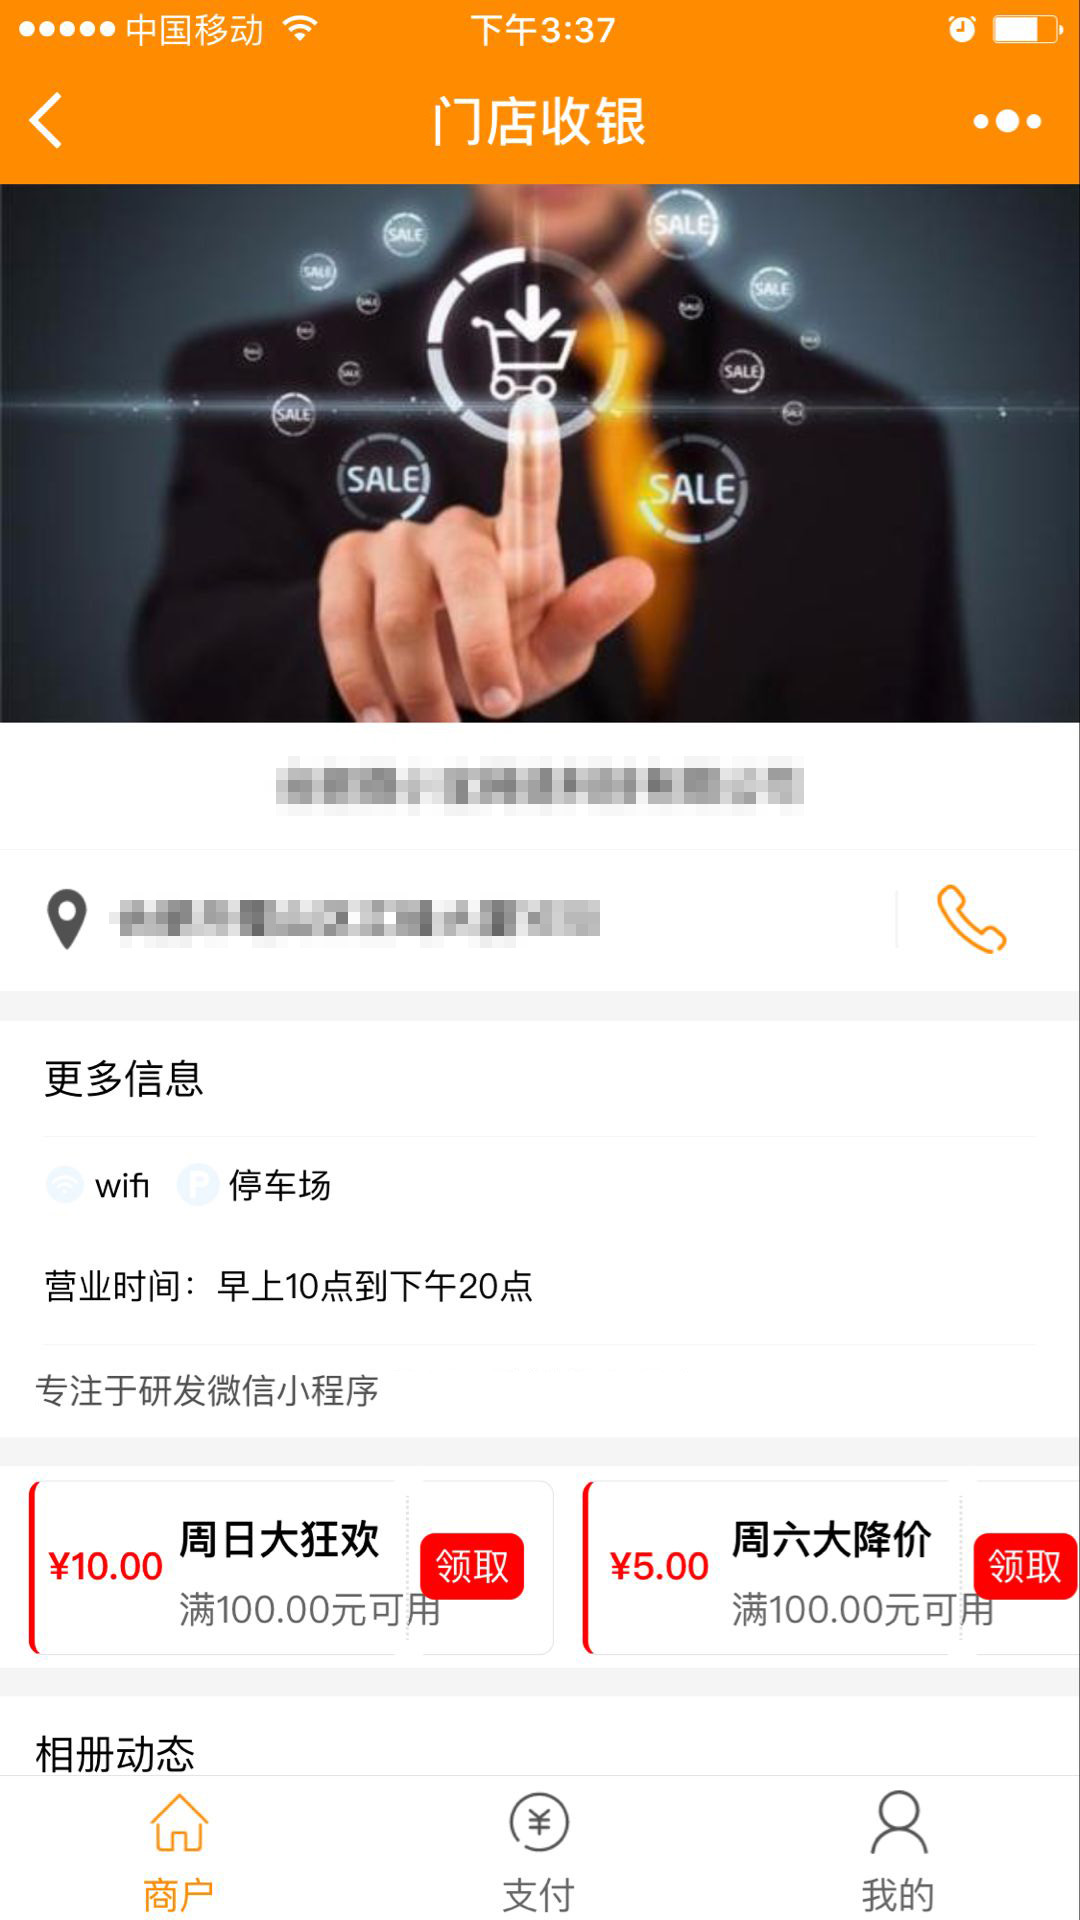 中国移动 下午3:37
门店收银
SALE
SALE
SALE
SALE
SALE
SALE
SALE
SALE
更多信息
wifi P 停车场
营业时间：早上10点到下午20点
专注于研发微信小程序
¥10.00 周日大狂欢 领取
满100.00元可用
¥5.00 周六大降价 领取
满100.00元可用
相册动态
商户 支付 我的